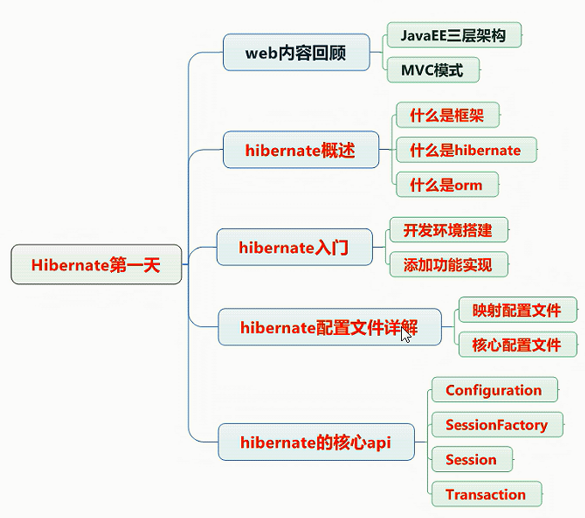 Hibernate第一天
web内容回顾
JavaEE三层架构
MVC模式
hibernate概述
什么是框架
什么是hibernate
什么是orm
hibernate入门
开发环境搭建
添加功能实现
hibernate配置文件详解
映射配置文件
核心配置文件
hibernate的核心api
Configuration
SessionFactory
Session
Transaction